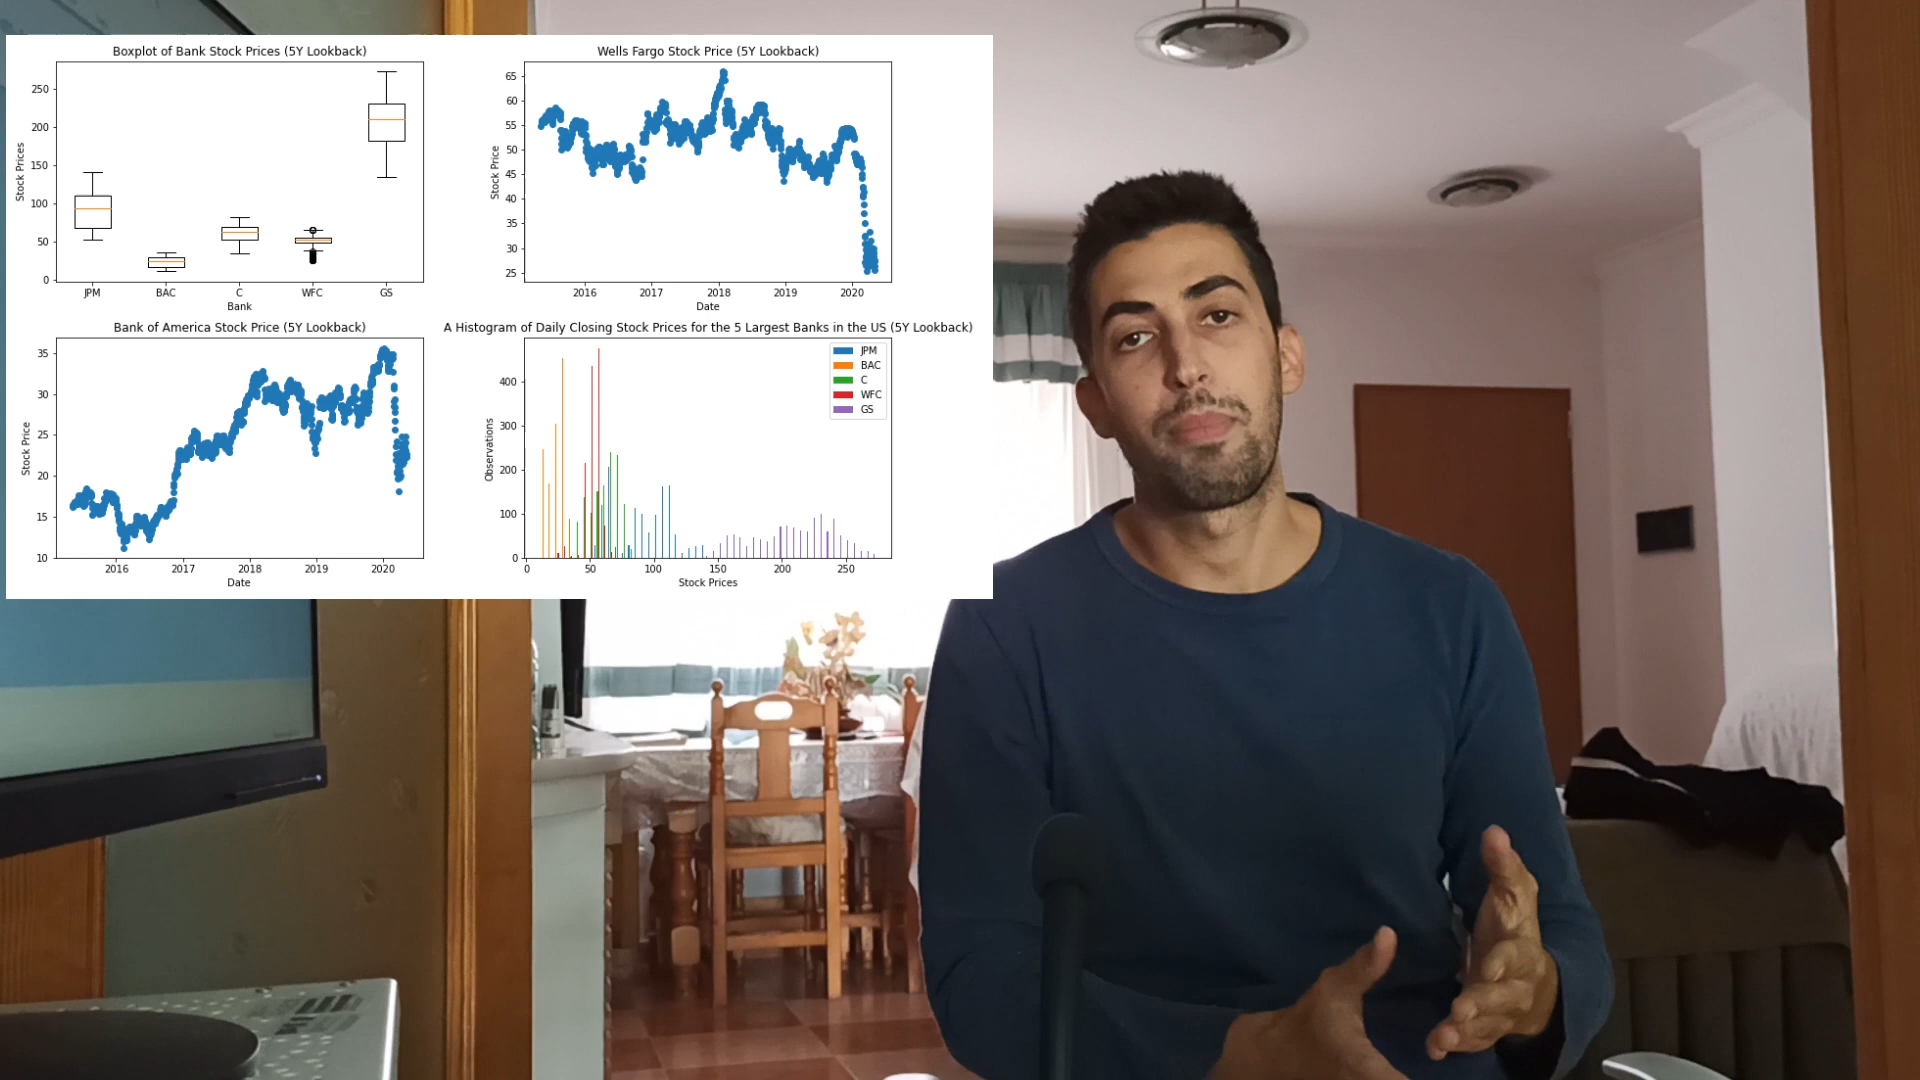 Boxplot of Bank Stock Prices (5Y Lookback)
250
200
150
100
50
0
Stock Prices
JPM BAC C WFC GS
Bank
Wells Fargo Stock Price (5Y Lookback)
65
60
55
50
45
40
35
30
25
Stock Price
2016 2017 2018 2019 2020
Date
Bank of America Stock Price (5Y Lookback)
35
30
25
20
15
10
Stock Price
2016 2017 2018 2019 2020
Date
A Histogram of Daily Closing Stock Prices for the 5 Largest Banks in the US (5Y Lookback)
400
300
200
100
0
Observations
JPM
BAC
C
WFC
GS
0 50 100 150 200 250
Stock Prices